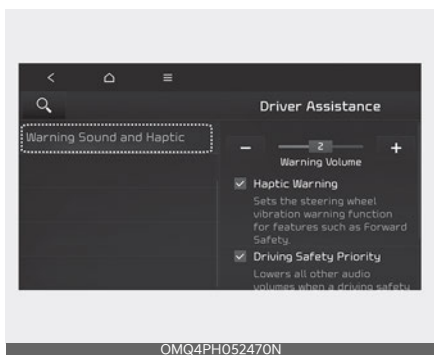 Driver Assistance
Warning Sound and Haptic
2
Warning Volume
Haptic Warning
Sets the steering wheel
vibration warning function
for features such as Forward
Safety.
Driving Safety Priority
Lowers all other audio
volumes when a driving safety
OMQ4PH052470N